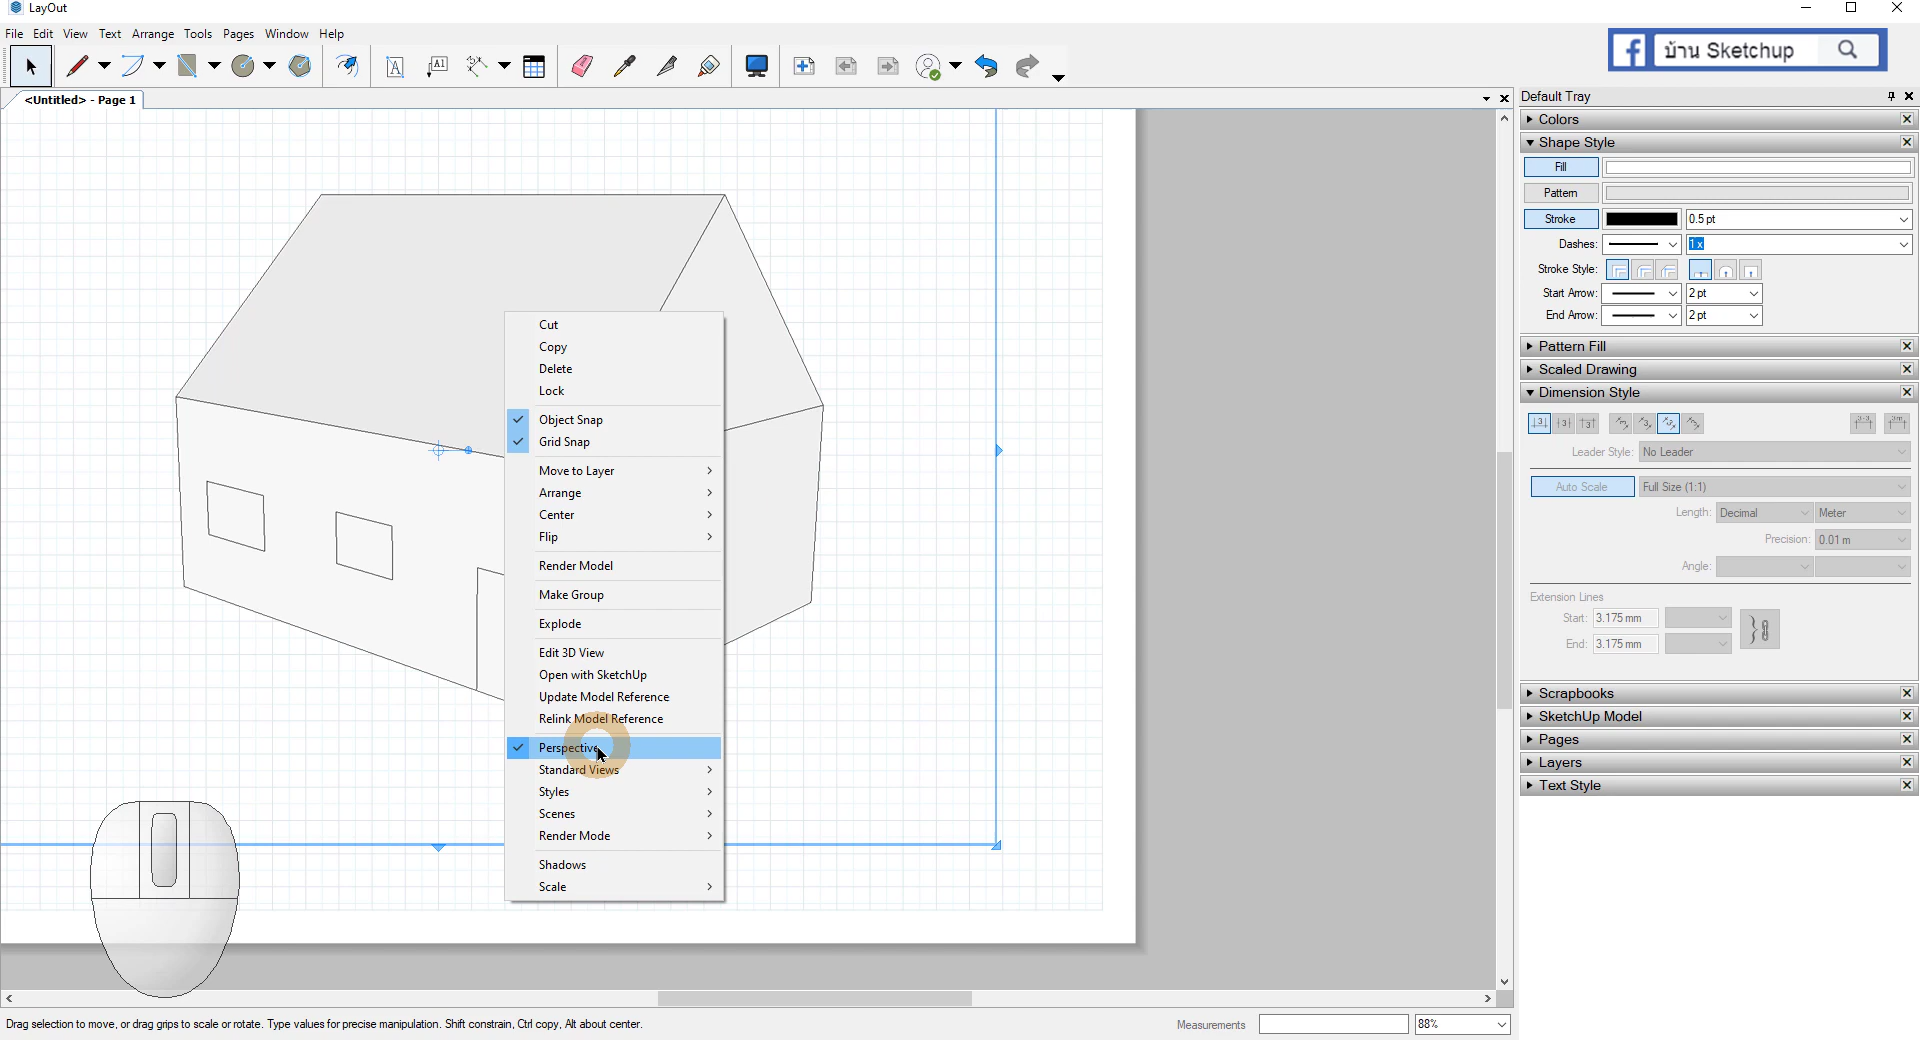 LayOut
File Edit View Text Arrange Tools Pages Window Help
บ้าน Sketchup
<Untitled> - Page 1
Default Tray
Colors
Shape Style
Fill
Pattern
Stroke 0.5 pt
Dashes: 1 x
Stroke Style:
Start Arrow: 2 pt
End Arrow: 2 pt
Pattern Fill
Scaled Drawing
Dimension Style
Leader Style: No Leader
Auto Scale Full Size (1:1)
Length: Decimal Meter
Precision: 0.01 m
Angle:
Extension Lines
Start: 3.175 mm
End: 3.175 mm
Scrapbooks
SketchUp Model
Pages
Layers
Text Style
Cut
Copy
Delete
Lock
Object Snap
Grid Snap
Move to Layer
Arrange
Center
Flip
Render Model
Make Group
Explode
Edit 3D View
Open with SketchUp
Update Model Reference
Relink Model Reference
Perspective
Standard Views
Styles
Scenes
Render Mode
Shadows
Scale
Drag selection to move, or drag grips to scale or rotate. Type values for precise manipulation. Shift constrain, Ctrl copy, Alt about center.
Measurements 88%